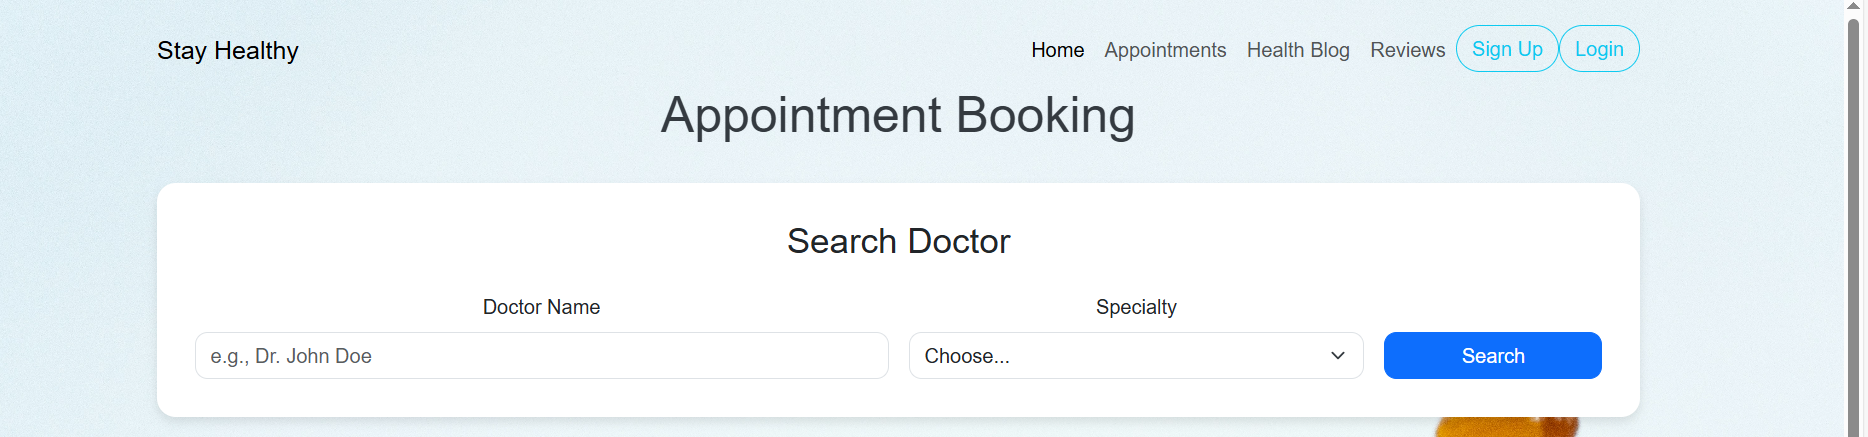 Stay Healthy
Home Appointments Health Blog Reviews Sign Up Login
Appointment Booking
Search Doctor
Doctor Name Specialty
e.g., Dr. John Doe Choose... Search